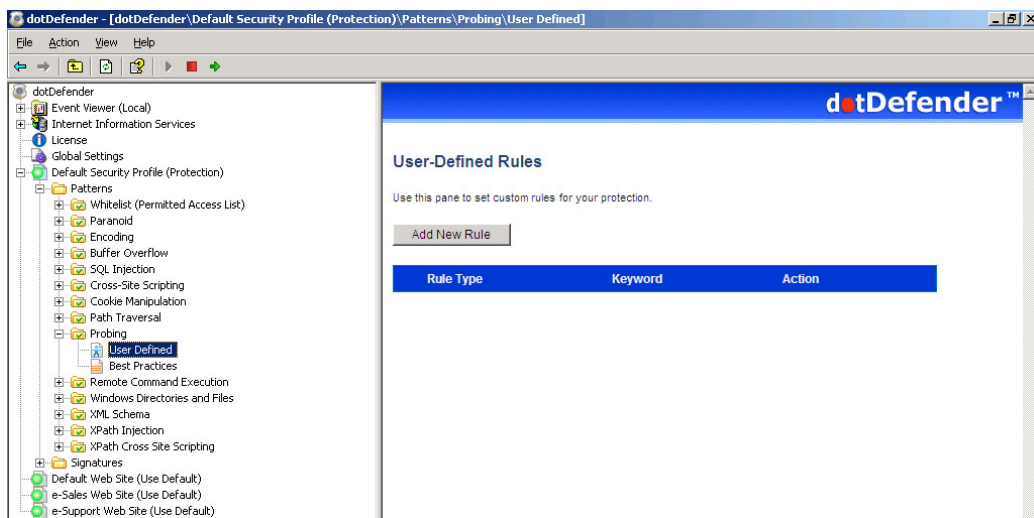 dotDefender - [dotDefender\Default Security Profile (Protection)\Patterns\Probing\User Defined]
File Action View Help
dotDefender
Event Viewer (Local)
Internet Information Services
License
Global Settings
Default Security Profile (Protection)
Patterns
Whitelist (Permitted Access List)
Paranoid
Encoding
Buffer Overflow
SQL Injection
Cross-Site Scripting
Cookie Manipulation
Path Traversal
Probing
User Defined
Best Practices
Remote Command Execution
Windows Directories and Files
XML Schema
XPath Injection
XPath Cross Site Scripting
Signatures
Default Web Site (Use Default)
e-Sales Web Site (Use Default)
e-Support Web Site (Use Default)
dotDefender™
User-Defined Rules
Use this pane to set custom rules for your protection.
Add New Rule
Rule Type Keyword Action